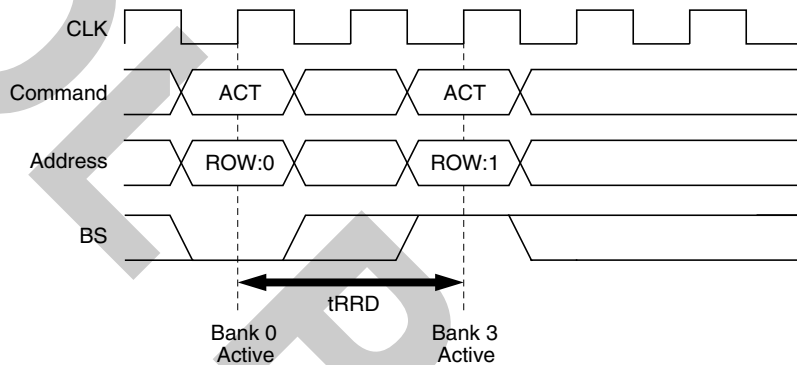 CLK
Command ACT ACT
Address ROW:0 ROW:1
BS
tRRD
Bank 0 Bank 3
Active Active